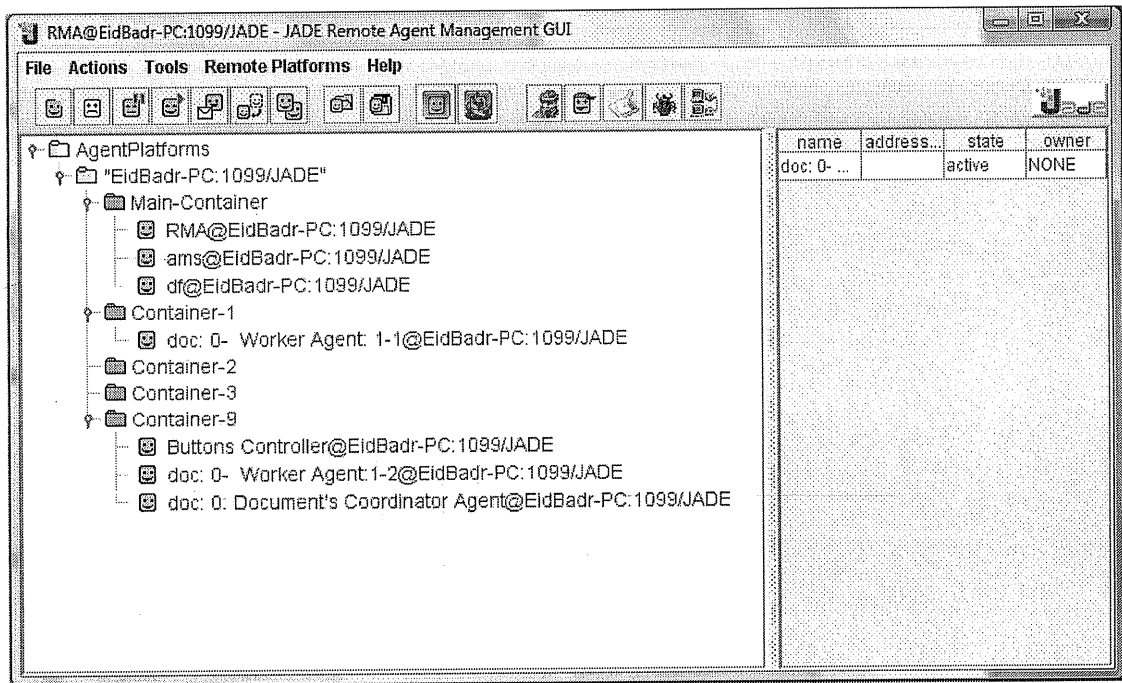 RMA@EidBadr-PC:1099/JADE - JADE Remote Agent Management GUI
File Actions Tools Remote Platforms Help
Jade
AgentPlatforms
"EidBadr-PC:1099/JADE"
Main-Container
RMA@EidBadr-PC:1099/JADE
ams@EidBadr-PC:1099/JADE
df@EidBadr-PC:1099/JADE
Container-1
doc: 0- Worker Agent: 1-1@EidBadr-PC:1099/JADE
Container-2
Container-3
Container-9
Buttons Controller@EidBadr-PC:1099/JADE
doc: 0- Worker Agent:1-2@EidBadr-PC:1099/JADE
doc: 0: Document's Coordinator Agent@EidBadr-PC:1099/JADE
name address... state owner
doc: 0- ... active NONE